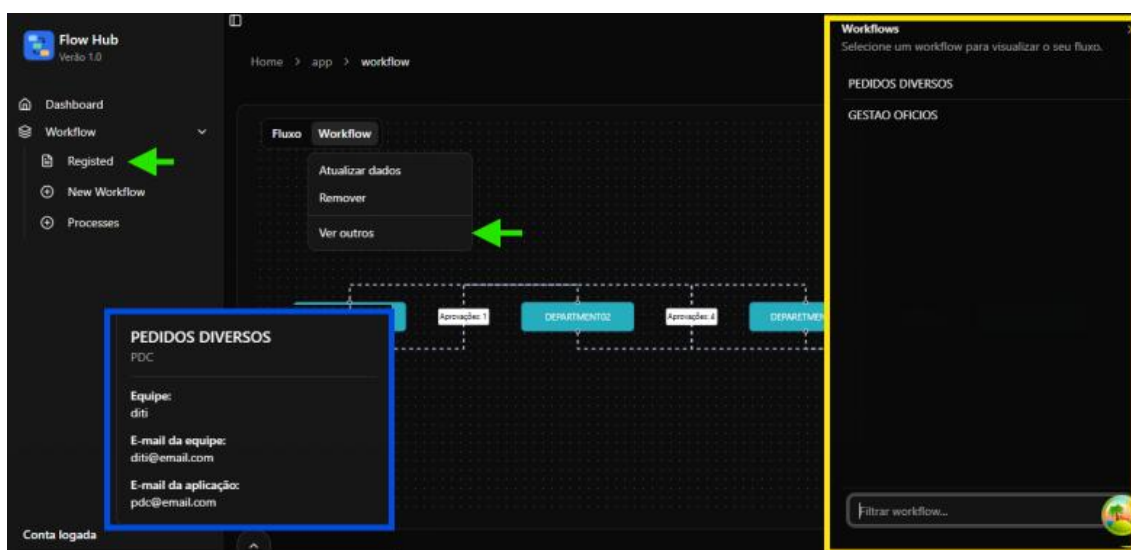 Flow Hub
Verão 1.0
Dashboard
Workflow
Registed
New Workflow
Processes
Conta logada
Home > app > workflow
Fluxo Workflow
Atualizar dados
Remover
Ver outros
Aprovações: 1
DEPARTMENT02
Aprovações: 4
PEDIDOS DIVERSOS
PDC
Equipe:
diti
E-mail da equipe:
diti@email.com
E-mail da aplicação:
pdc@email.com
Workflows
Selecione um workflow para visualizar o seu fluxo.
PEDIDOS DIVERSOS
GESTAO OFICIOS
Filtrar workflow...